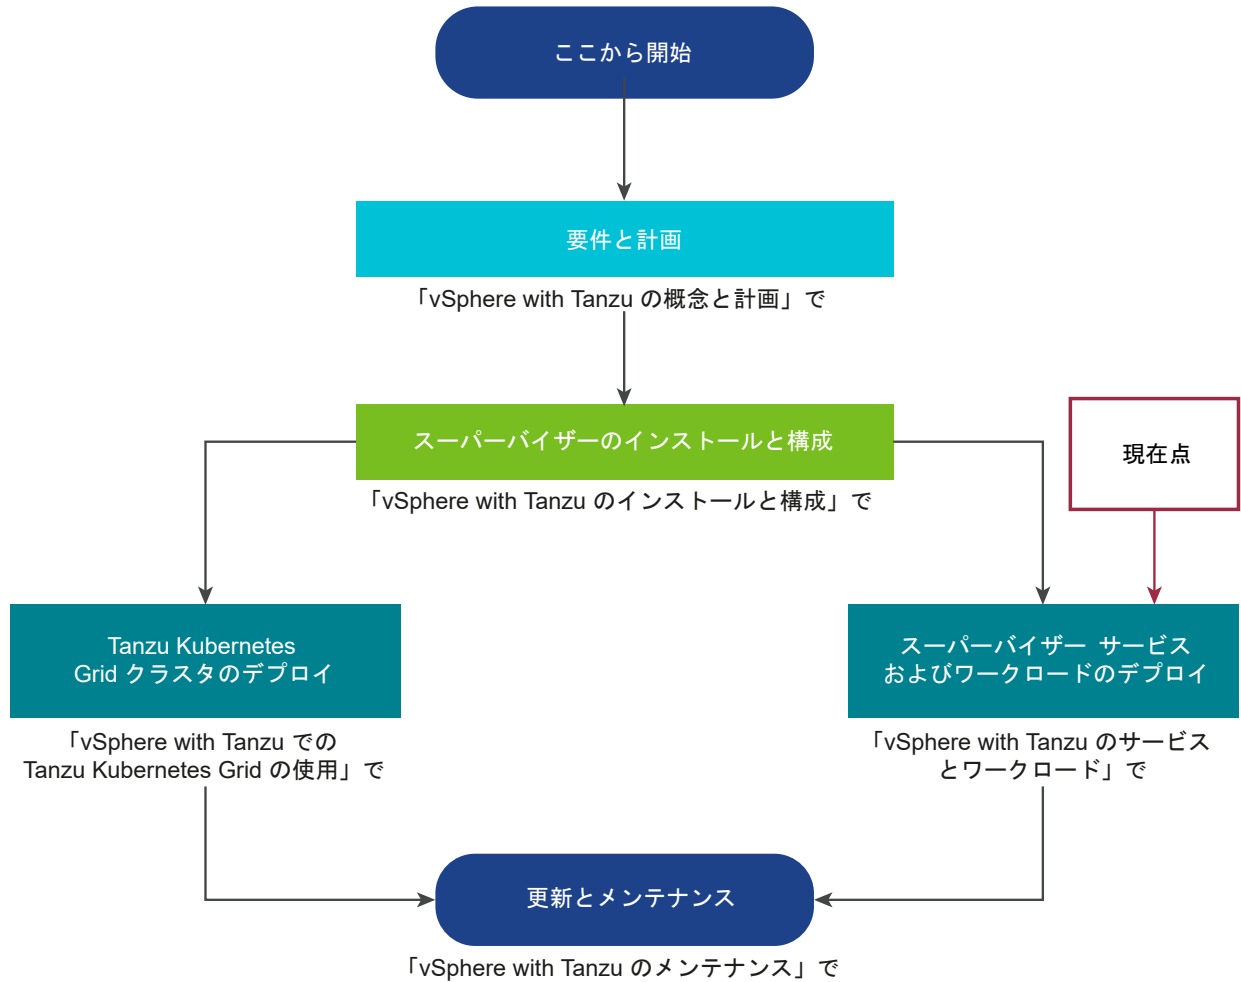 ここから開始
要件と計画
「vSphere with Tanzu の概念と計画」で
スーパーバイザーのインストールと構成
「vSphere with Tanzu のインストールと構成」で
現在点
Tanzu Kubernetes
Grid クラスタのデプロイ
「vSphere with Tanzu での
Tanzu Kubernetes Grid の使用」で
スーパーバイザー サービス
およびワークロードのデプロイ
「vSphere with Tanzu のサービス
とワークロード」で
更新とメンテナンス
「vSphere with Tanzu のメンテナンス」で